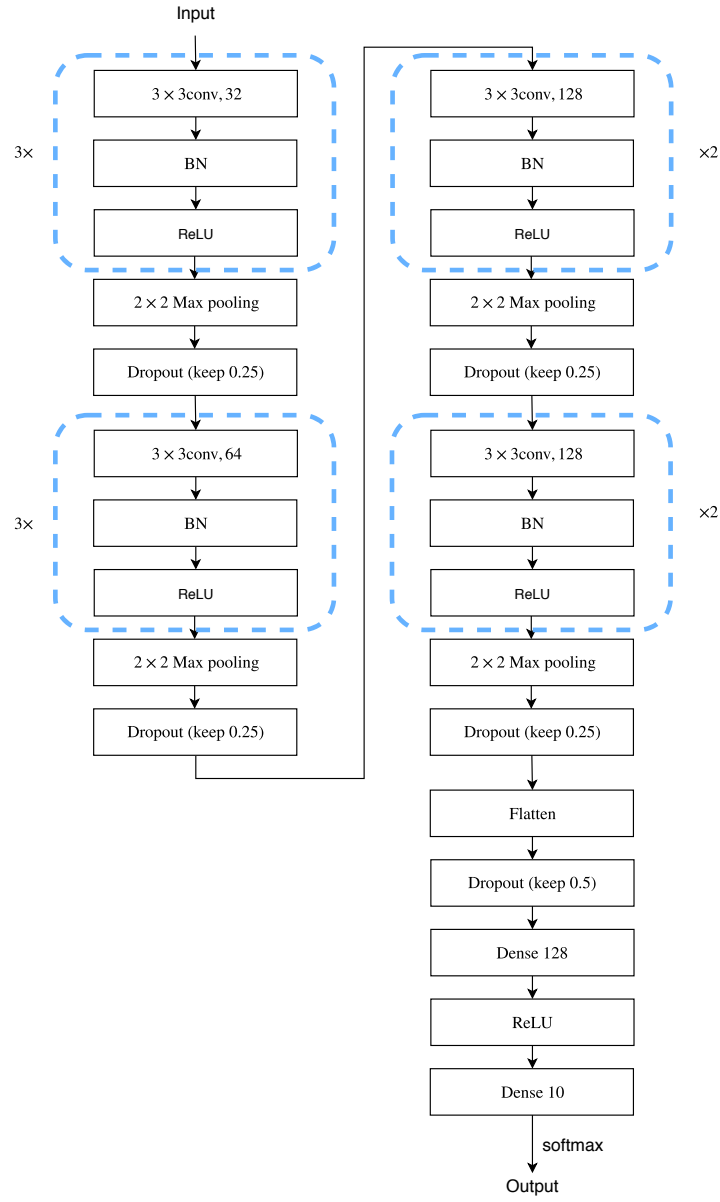 Input
3×
3 × 3conv, 32
BN
ReLU
2 × 2 Max pooling
Dropout (keep 0.25)
3×
3 × 3conv, 64
BN
ReLU
2 × 2 Max pooling
Dropout (keep 0.25)
3 × 3conv, 128
BN
ReLU
×2
2 × 2 Max pooling
Dropout (keep 0.25)
3 × 3conv, 128
BN
ReLU
×2
2 × 2 Max pooling
Dropout (keep 0.25)
Flatten
Dropout (keep 0.5)
Dense 128
ReLU
Dense 10
softmax
Output